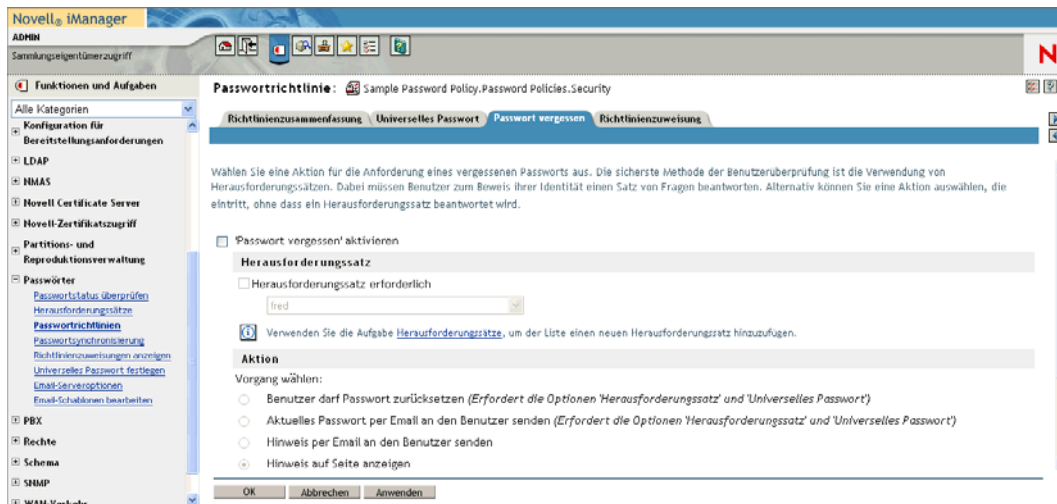 Novell® iManager
ADMIN
Sammlungseigentümerzugriff
N
Funktionen und Aufgaben
Alle Kategorien
Konfiguration für
Bereitstellungsanforderungen
LDAP
NMAS
Novell Certificate Server
Novell-Zertifikatszugriff
Partitions- und
Reproduktionsverwaltung
Passwörter
Passwortstatus überprüfen
Herausforderungssätze
Passwortrichtlinien
Passwortsynchronisierung
Richtlinienzuweisungen anzeigen
Universelles Passwort festlegen
Email-Serveroptionen
Email-Schablonen bearbeiten
PBX
Rechte
Schema
SNMP
WAN-Verkehr
Passwortrichtlinie: Sample Password Policy.Password Policies.Security
Richtlinienzusammenfassung Universelles Passwort Passwort vergessen Richtlinienzuweisung
Wählen Sie eine Aktion für die Anforderung eines vergessenen Passworts aus. Die sicherste Methode der Benutzerüberprüfung ist die Verwendung von
Herausforderungssätzen. Dabei müssen Benutzer zum Beweis ihrer Identität einen Satz von Fragen beantworten. Alternativ können Sie eine Aktion auswählen, die
eintritt, ohne dass ein Herausforderungssatz beantwortet wird.
'Passwort vergessen' aktivieren
Herausforderungssatz
Herausforderungssatz erforderlich
fred
Verwenden Sie die Aufgabe Herausforderungssätze, um der Liste einen neuen Herausforderungssatz hinzuzufügen.
Aktion
Vorgang wählen:
Benutzer darf Passwort zurücksetzen (Erfordert die Optionen 'Herausforderungssatz' und 'Universelles Passwort')
Aktuelles Passwort per Email an den Benutzer senden (Erfordert die Optionen 'Herausforderungssatz' und 'Universelles Passwort')
Hinweis per Email an den Benutzer senden
Hinweis auf Seite anzeigen
OK Abbrechen Anwenden